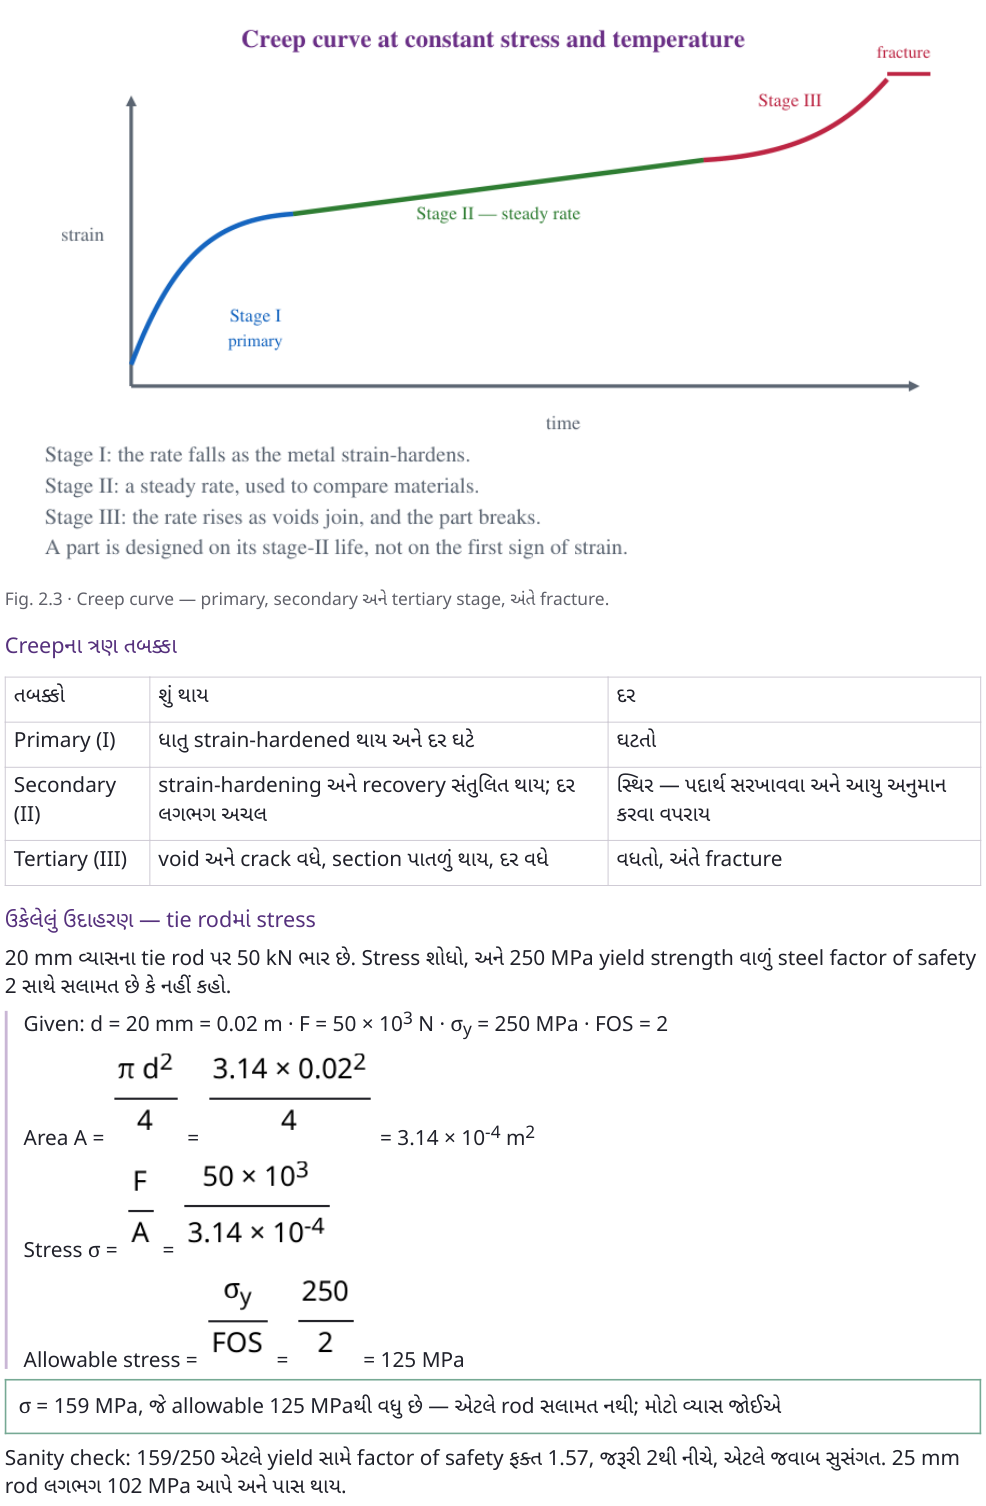 Creep curve at constant stress and temperature
fracture
Stage III
Stage II — steady rate
strain
Stage I
primary
time
Stage I: the rate falls as the metal strain-hardens.
Stage II: a steady rate, used to compare materials.
Stage III: the rate rises as voids join, and the part breaks.
A part is designed on its stage-II life, not on the first sign of strain.
Fig. 2.3 · Creep curve — primary, secondary અને tertiary stage, અંતે fracture.
Creepના ત્રણ તબક્કા
તબક્કો | શું થાય | દર
Primary (I) | ધાતુ strain-hardened થાય અને દર ઘટે | ઘટતો
Secondary (II) | strain-hardening અને recovery સંતુલિત થાય; દર લગભગ અચલ | સ્થિર — પદાર્થ સરખાવવા અને આયુ અનુમાન કરવા વપરાય
Tertiary (III) | void અને crack વધે, section પાતળું થાય, દર વધે | વધતો, અંતે fracture
ઉકેલેલું ઉદાહરણ — tie rodમાં stress
20 mm વ્યાસના tie rod પર 50 kN ભાર છે. Stress શોધો, અને 250 MPa yield strength વાળું steel factor of safety
2 સાથે સલામત છે કે નહીં કહો.
Given: d = 20 mm = 0.02 m · F = 50 × 10³ N · σ_y = 250 MPa · FOS = 2
Area A = π d² / 4 = 3.14 × 0.02² / 4 = 3.14 × 10⁻⁴ m²
Stress σ = F / A = 50 × 10³ / 3.14 × 10⁻⁴
Allowable stress = σ_y / FOS = 250 / 2 = 125 MPa
σ = 159 MPa, જે allowable 125 MPaથી વધુ છે — એટલે rod સલામત નથી; મોટો વ્યાસ જોઈએ
Sanity check: 159/250 એટલે yield સામે factor of safety ફક્ત 1.57, જરૂરી 2થી નીચે, એટલે જવાબ સુસંગત. 25 mm
rod લગભગ 102 MPa આપે અને પાસ થાય.